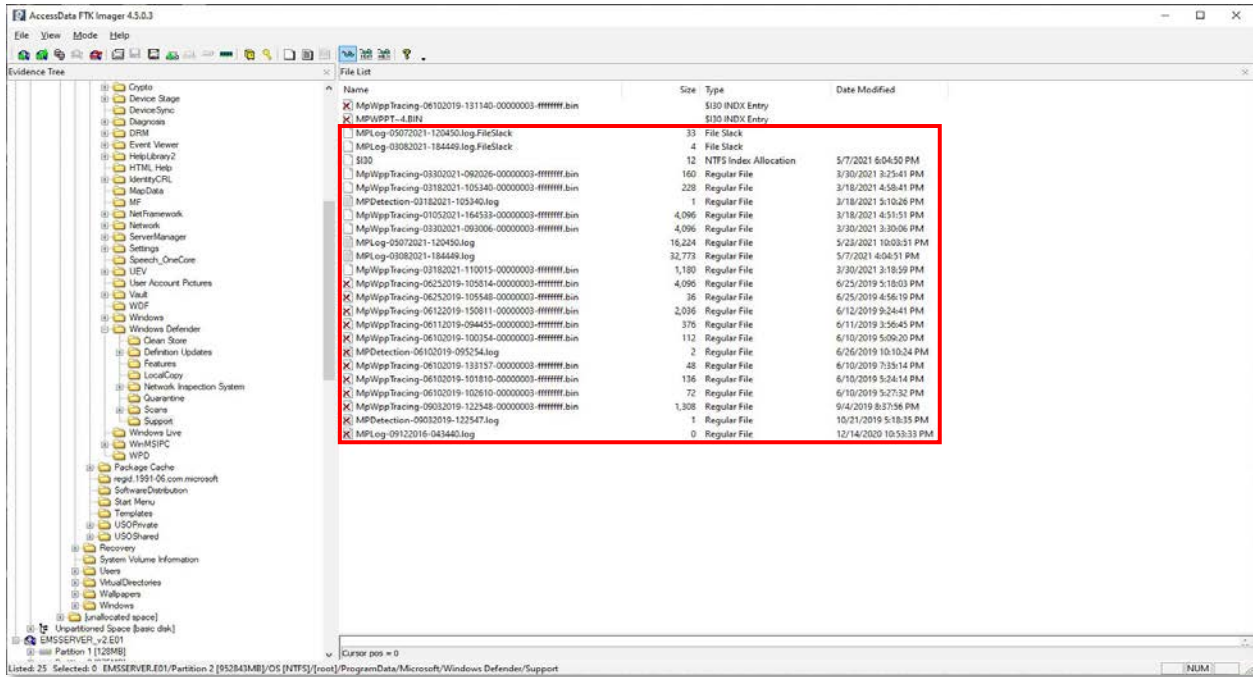 AccessData FTK Imager 4.5.0.3
File View Mode Help
Evidence Tree
Crypto
Device Stage
DeviceSync
Diagnosis
DRM
Event Viewer
HelpLibrary2
HTML Help
IdentityCRL
MapData
MF
NetFramework
Network
ServerManager
Settings
Speech_OneCore
UEV
User Account Pictures
Vault
WDF
Windows
Windows Defender
Clean Store
Definition Updates
Features
LocalCopy
Network Inspection System
Quarantine
Scans
Support
Windows Live
WinMSIPC
WPD
Package Cache
regid.1991-06.com.microsoft
SoftwareDistribution
Start Menu
Templates
USOPrivate
USOShared
Recovery
System Volume Information
Users
VirtualDirectories
Wallpapers
Windows
[unallocated space]
Unpartitioned Space [basic disk]
EMSSERVER_v2.E01
Partition 1 [128MB]
File List
Name Size Type Date Modified
MpWppTracing-06102019-131140-00000003-ffffffff.bin $I30 INDX Entry
MPWPPT~4.BIN $I30 INDX Entry
MPLog-05072021-120450.log.FileSlack 33 File Slack
MPLog-03082021-184449.log.FileSlack 4 File Slack
$I30 12 NTFS Index Allocation 5/7/2021 6:04:50 PM
MpWppTracing-03302021-092026-00000003-ffffffff.bin 160 Regular File 3/30/2021 3:25:41 PM
MpWppTracing-03182021-105340-00000003-ffffffff.bin 228 Regular File 3/18/2021 4:58:41 PM
MPDetection-03182021-105340.log 1 Regular File 3/18/2021 5:10:26 PM
MpWppTracing-01052021-164533-00000003-ffffffff.bin 4,096 Regular File 3/18/2021 4:51:51 PM
MpWppTracing-03302021-093006-00000003-ffffffff.bin 4,096 Regular File 3/30/2021 3:30:06 PM
MPLog-05072021-120450.log 16,224 Regular File 5/23/2021 10:03:51 PM
MPLog-03082021-184449.log 32,773 Regular File 5/7/2021 4:04:51 PM
MpWppTracing-03182021-110015-00000003-ffffffff.bin 1,180 Regular File 3/30/2021 3:18:59 PM
MpWppTracing-06252019-105814-00000003-ffffffff.bin 4,096 Regular File 6/25/2019 5:18:03 PM
MpWppTracing-06252019-105548-00000003-ffffffff.bin 36 Regular File 6/25/2019 4:56:19 PM
MpWppTracing-06122019-150811-00000003-ffffffff.bin 2,036 Regular File 6/12/2019 9:24:41 PM
MpWppTracing-06112019-094455-00000003-ffffffff.bin 376 Regular File 6/11/2019 3:56:45 PM
MpWppTracing-06102019-100354-00000003-ffffffff.bin 112 Regular File 6/10/2019 5:09:20 PM
MPDetection-06102019-095254.log 2 Regular File 6/26/2019 10:10:24 PM
MpWppTracing-06102019-133157-00000003-ffffffff.bin 48 Regular File 6/10/2019 7:35:14 PM
MpWppTracing-06102019-101810-00000003-ffffffff.bin 136 Regular File 6/10/2019 5:24:14 PM
MpWppTracing-06102019-102610-00000003-ffffffff.bin 72 Regular File 6/10/2019 5:27:32 PM
MpWppTracing-09032019-122548-00000003-ffffffff.bin 1,308 Regular File 9/4/2019 8:37:56 PM
MPDetection-09032019-122547.log 1 Regular File 10/21/2019 5:18:35 PM
MPLog-09122016-043440.log 0 Regular File 12/14/2020 10:53:33 PM
Cursor pos = 0
Listed: 25 Selected: 0 EMSSERVER.E01/Partition 2 [952843MB]/OS [NTFS]/[root]/ProgramData/Microsoft/Windows Defender/Support
NUM